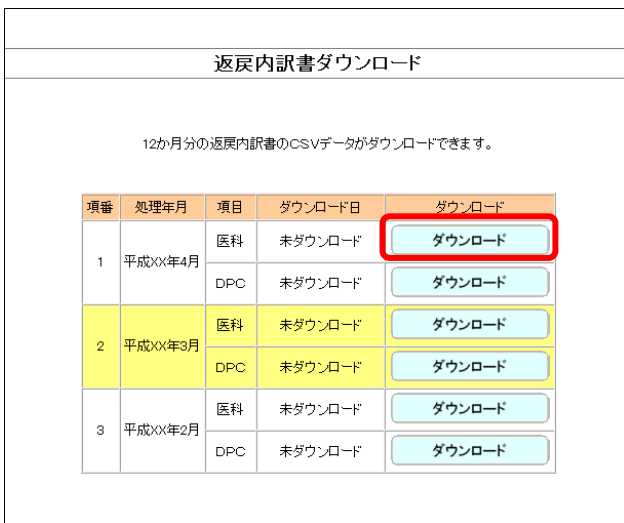 返戻内訳書ダウンロード
12か月分の返戻内訳書のCSVデータがダウンロードできます。
項番 処理年月 項目 ダウンロード日 ダウンロード
1 平成XX年4月 医科 未ダウンロード ダウンロード
DPC 未ダウンロード ダウンロード
2 平成XX年3月 医科 未ダウンロード ダウンロード
DPC 未ダウンロード ダウンロード
3 平成XX年2月 医科 未ダウンロード ダウンロード
DPC 未ダウンロード ダウンロード